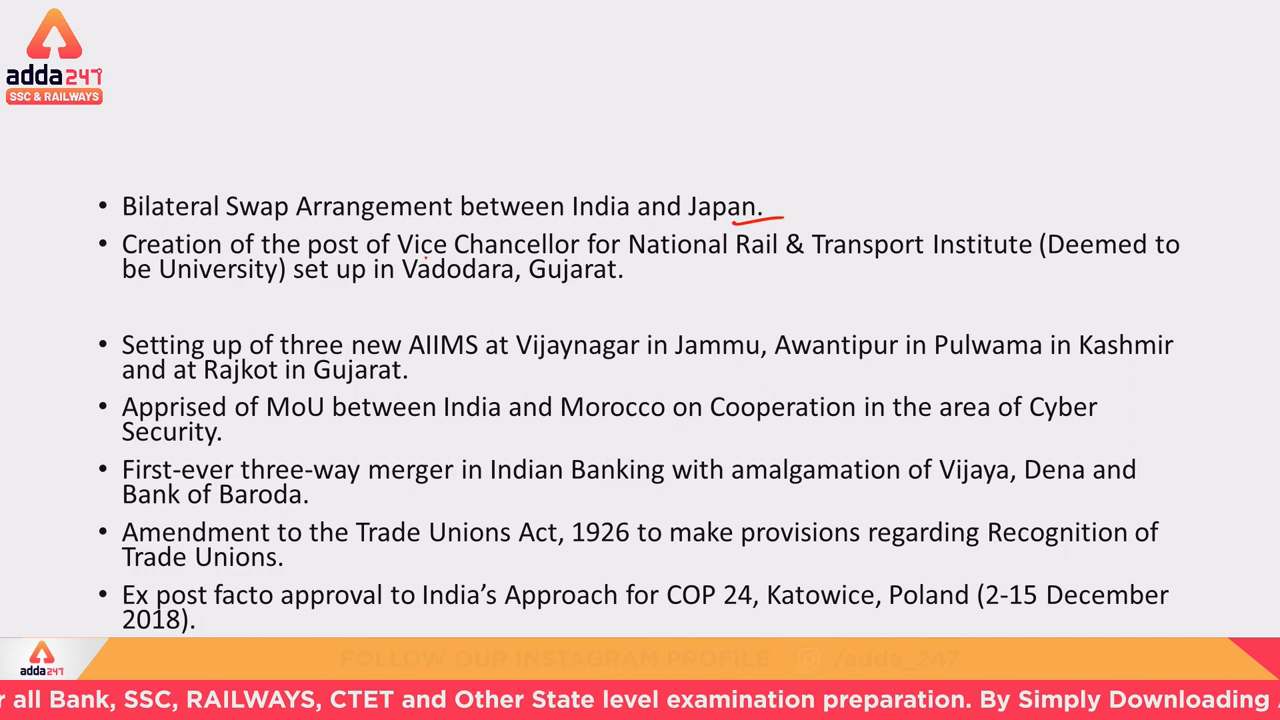 adda247
SSC & RAILWAYS
• Bilateral Swap Arrangement between India and Japan.
• Creation of the post of Vice Chancellor for National Rail & Transport Institute (Deemed to
be University) set up in Vadodara, Gujarat.
• Setting up of three new AIIMS at Vijaynagar in Jammu, Awantipur in Pulwama in Kashmir
and at Rajkot in Gujarat.
• Apprised of MoU between India and Morocco on Cooperation in the area of Cyber
Security.
• First-ever three-way merger in Indian Banking with amalgamation of Vijaya, Dena and
Bank of Baroda.
• Amendment to the Trade Unions Act, 1926 to make provisions regarding Recognition of
Trade Unions.
• Ex post facto approval to India’s Approach for COP 24, Katowice, Poland (2-15 December
2018).
adda247
FOLLOW OUR INSTAGRAM PROFILE /adda_247
r all Bank, SSC, RAILWAYS, CTET and Other State level examination preparation. By Simply Downloading